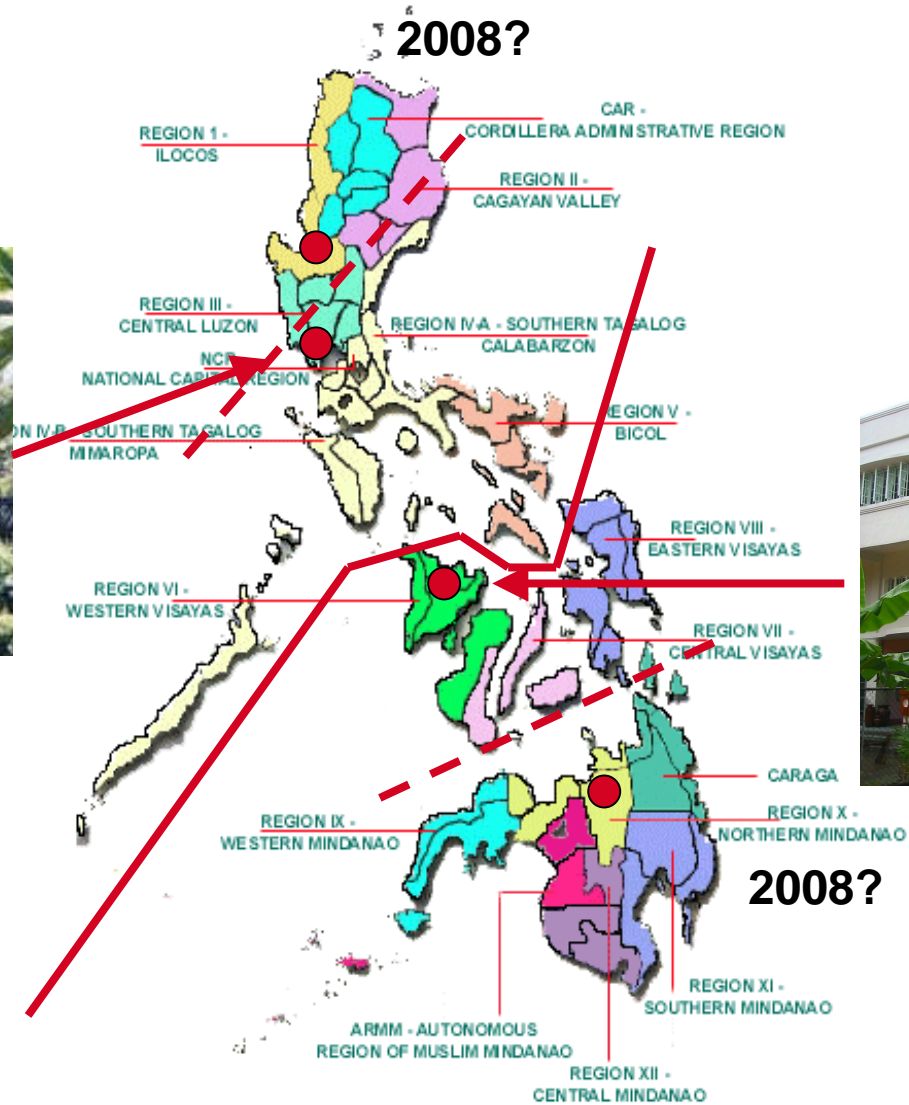 2008?
CAR -
CORDILLERA ADMINISTRATIVE REGION
REGION 1 -
ILOCOS
REGION II -
CAGAYAN VALLEY
REGION III -
CENTRAL LUZON
REGION IV-A - SOUTHERN TAGALOG
CALABARZON
NCR
NATIONAL CAPITAL REGION
REGION V -
BICOL
ON IV-B - SOUTHERN TAGALOG
MIMAROPA
REGION VIII -
EASTERN VISAYAS
REGION VI -
WESTERN VISAYAS
REGION VII -
CENTRAL VISAYAS
CARAGA
REGION X -
NORTHERN MINDANAO
REGION IX -
WESTERN MINDANAO
2008?
REGION XI -
SOUTHERN MINDANAO
ARMM - AUTONOMOUS
REGION OF MUSLIM MINDANAO
REGION XII -
CENTRAL MINDANAO